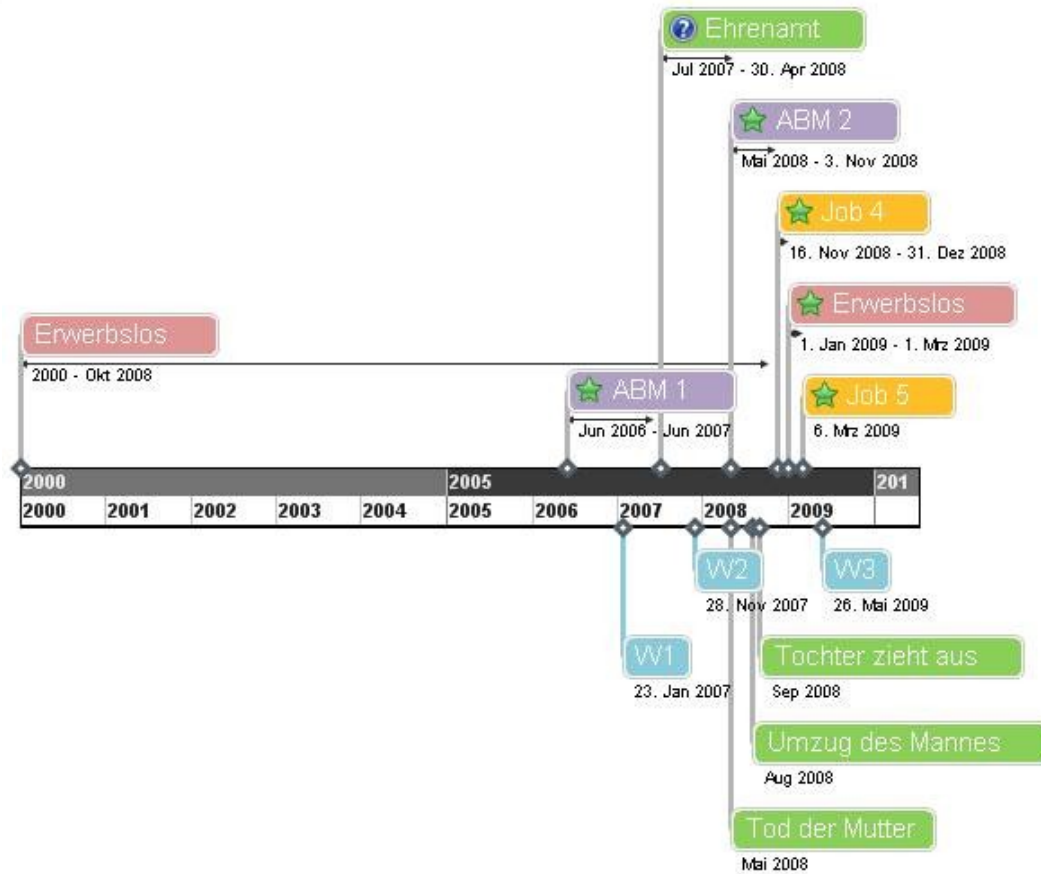 Ehrenamt
Jul 2007 - 30. Apr 2008
ABM 2
Mai 2008 - 3. Nov 2008
Job 4
16. Nov 2008 - 31. Dez 2008
Erwerbslos
1. Jan 2009 - 1. Mrz 2009
Erwerbslos
2000 - Okt 2008
ABM 1
Jun 2006 - Jun 2007
Job 5
6. Mrz 2009
2000 2005 201
2000 2001 2002 2003 2004 2005 2006 2007 2008 2009
W2
28. Nov 2007
W3
26. Mai 2009
W1
23. Jan 2007
Tochter zieht aus
Sep 2008
Umzug des Mannes
Aug 2008
Tod der Mutter
Mai 2008